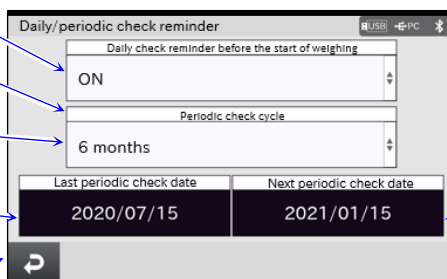 Daily/periodic check reminder USB PC
Daily check reminder before the start of weighing
ON
Periodic check cycle
6 months
Last periodic check date Next periodic check date
2020/07/15 2021/01/15